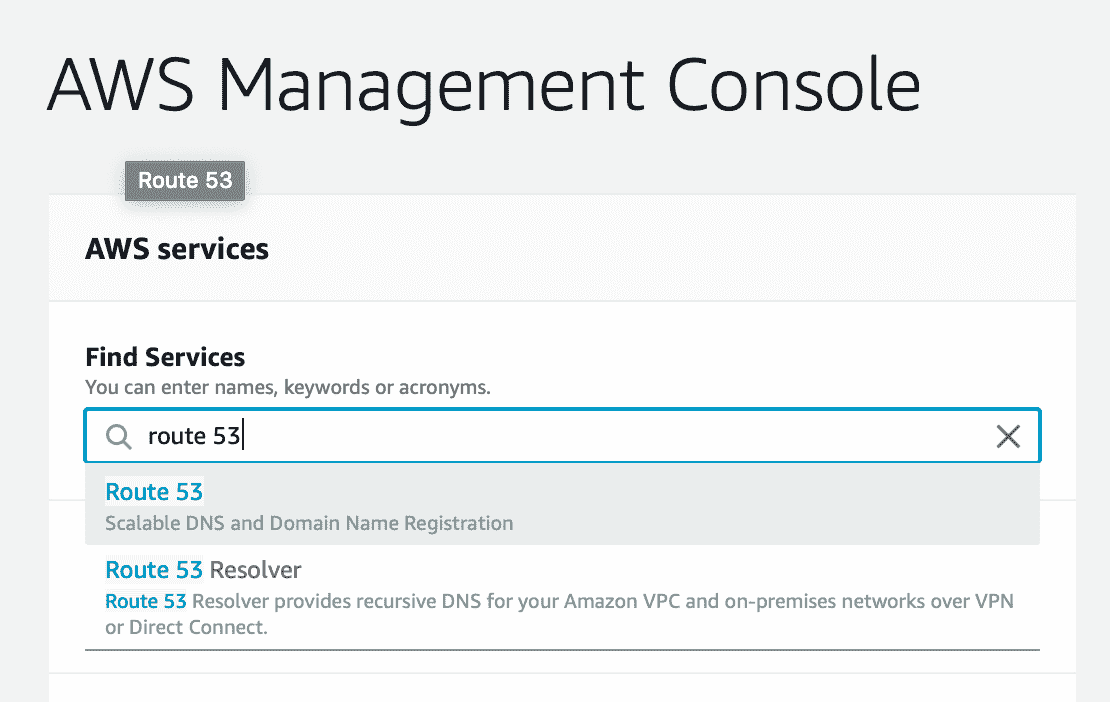 AWS Management Console
Route 53
AWS services
Find Services
You can enter names, keywords or acronyms.
route 53
Route 53
Scalable DNS and Domain Name Registration
Route 53 Resolver
Route 53 Resolver provides recursive DNS for your Amazon VPC and on-premises networks over VPN
or Direct Connect.